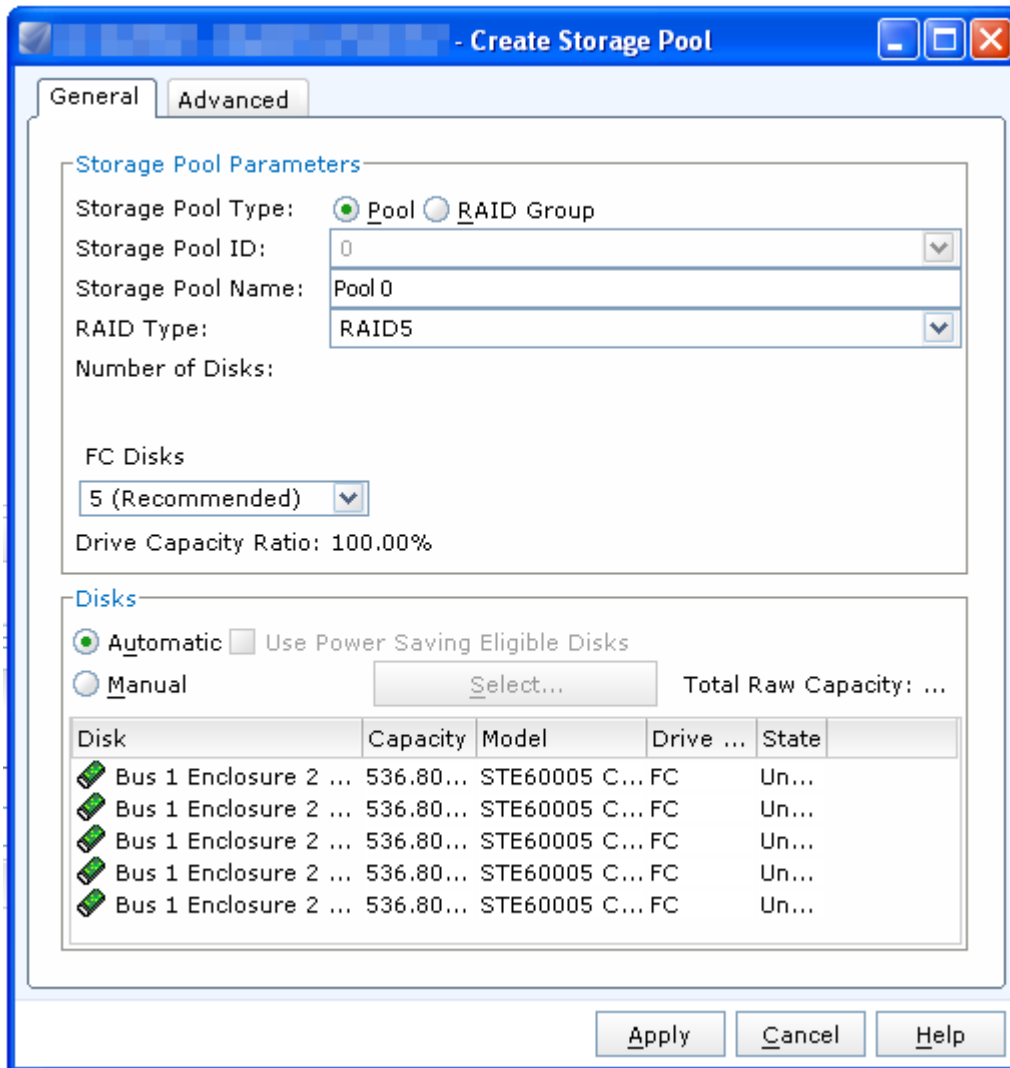 - Create Storage Pool
General Advanced
Storage Pool Parameters
Storage Pool Type: Pool RAID Group
Storage Pool ID: 0
Storage Pool Name: Pool 0
RAID Type: RAID5
Number of Disks:
FC Disks
5 (Recommended)
Drive Capacity Ratio: 100.00%
Disks
Automatic Use Power Saving Eligible Disks
Manual Select... Total Raw Capacity: ...
Disk Capacity Model Drive ... State
Bus 1 Enclosure 2 ... 536.80... STE60005 C... FC Un...
Bus 1 Enclosure 2 ... 536.80... STE60005 C... FC Un...
Bus 1 Enclosure 2 ... 536.80... STE60005 C... FC Un...
Bus 1 Enclosure 2 ... 536.80... STE60005 C... FC Un...
Bus 1 Enclosure 2 ... 536.80... STE60005 C... FC Un...
Apply Cancel Help